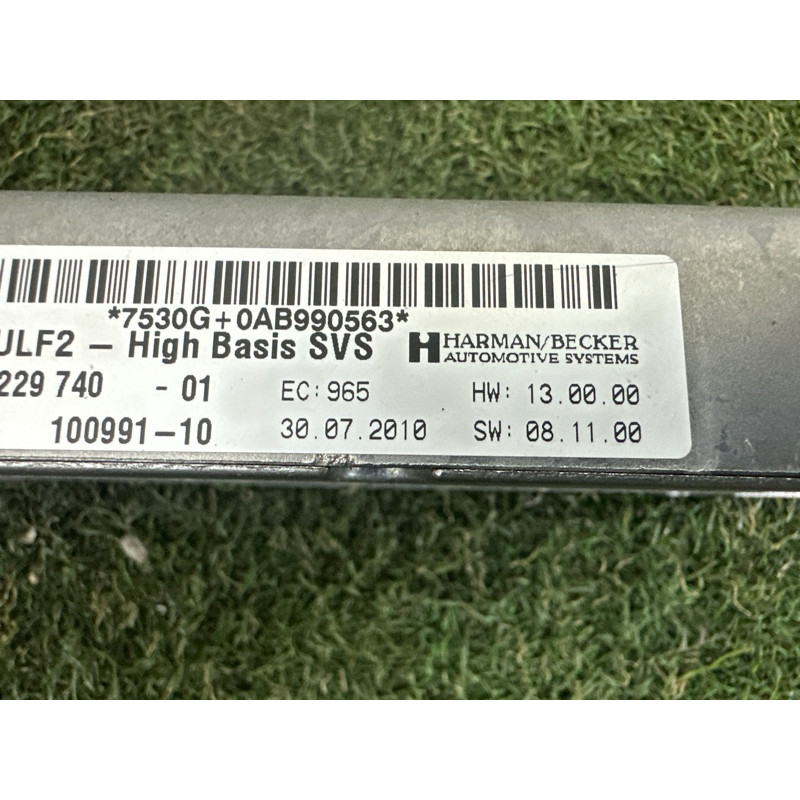 *7530G+0AB990563*
ULF2 – High Basis SVS
HARMAN/BECKER
AUTOMOTIVE SYSTEMS
229 740 - 01 EC: 965 HW: 13.00.00
100991-10 30.07.2010 SW: 08.11.00